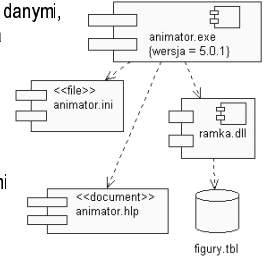 danymi,
animator.exe
{wersja = 5.0.1}
<<file>>
animator.ini
ramka.dll
<<document>>
animator.hlp
figury.tbl